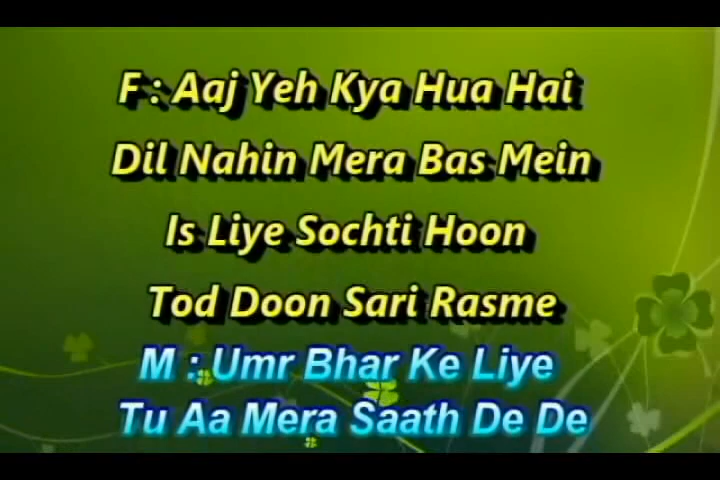 F : Aaj Yeh Kya Hua Hai
Dil Nahin Mera Bas Mein
Is Liye Sochti Hoon
Tod Doon Sari Rasme
M : Umr Bhar Ke Liye
Tu Aa Mera Saath De De